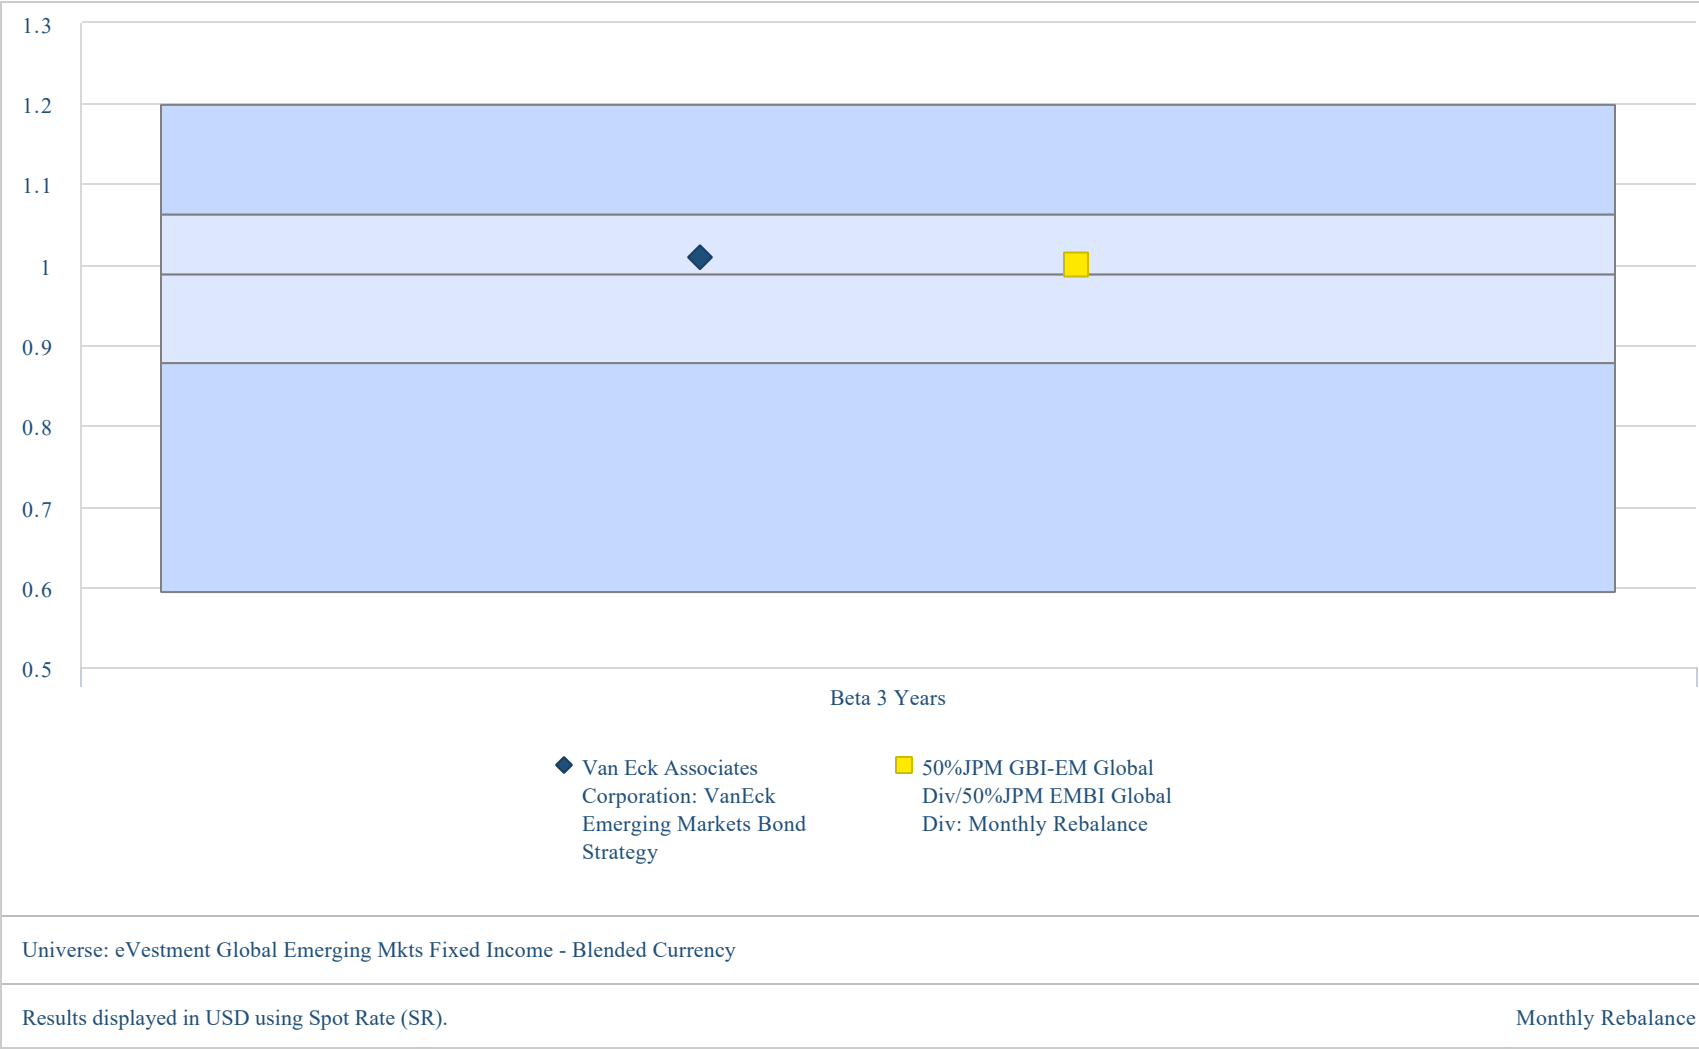 1.3
1.2
1.1
1
0.9
0.8
0.7
0.6
0.5
Beta 3 Years
Van Eck Associates
Corporation: VanEck
Emerging Markets Bond
Strategy
50%JPM GBI-EM Global
Div/50%JPM EMBI Global
Div: Monthly Rebalance
Universe: eVestment Global Emerging Mkts Fixed Income - Blended Currency
Results displayed in USD using Spot Rate (SR).
Monthly Rebalance